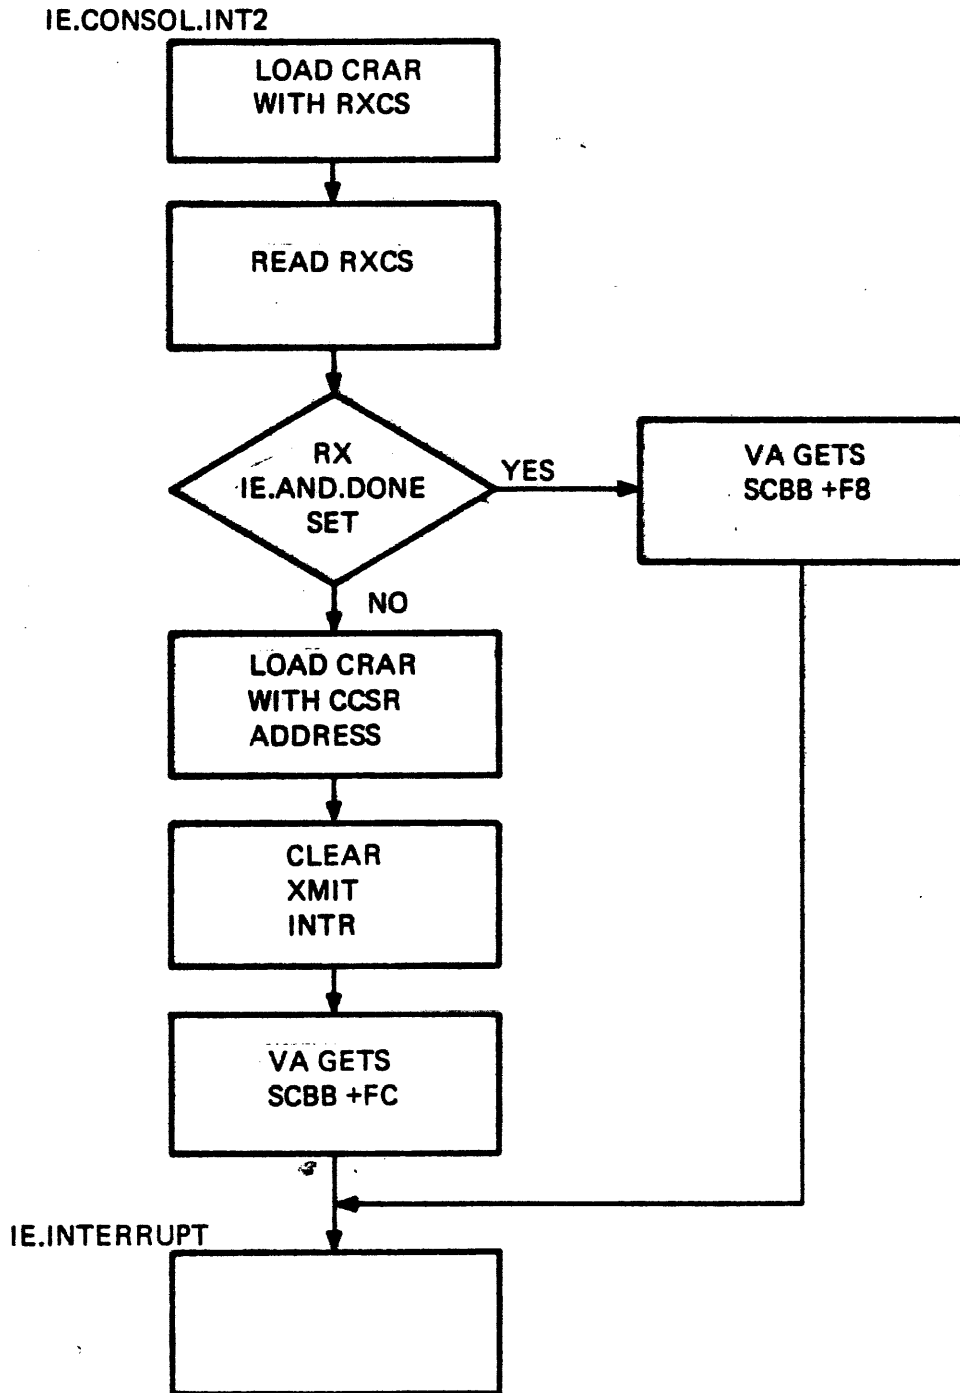 IE.CONSOL.INT2
LOAD CRAR
WITH RXCS
READ RXCS
RX
IE.AND.DONE
SET
YES
VA GETS
SCBB +F8
NO
LOAD CRAR
WITH CCSR
ADDRESS
CLEAR
XMIT
INTR
VA GETS
SCBB +FC
IE.INTERRUPT